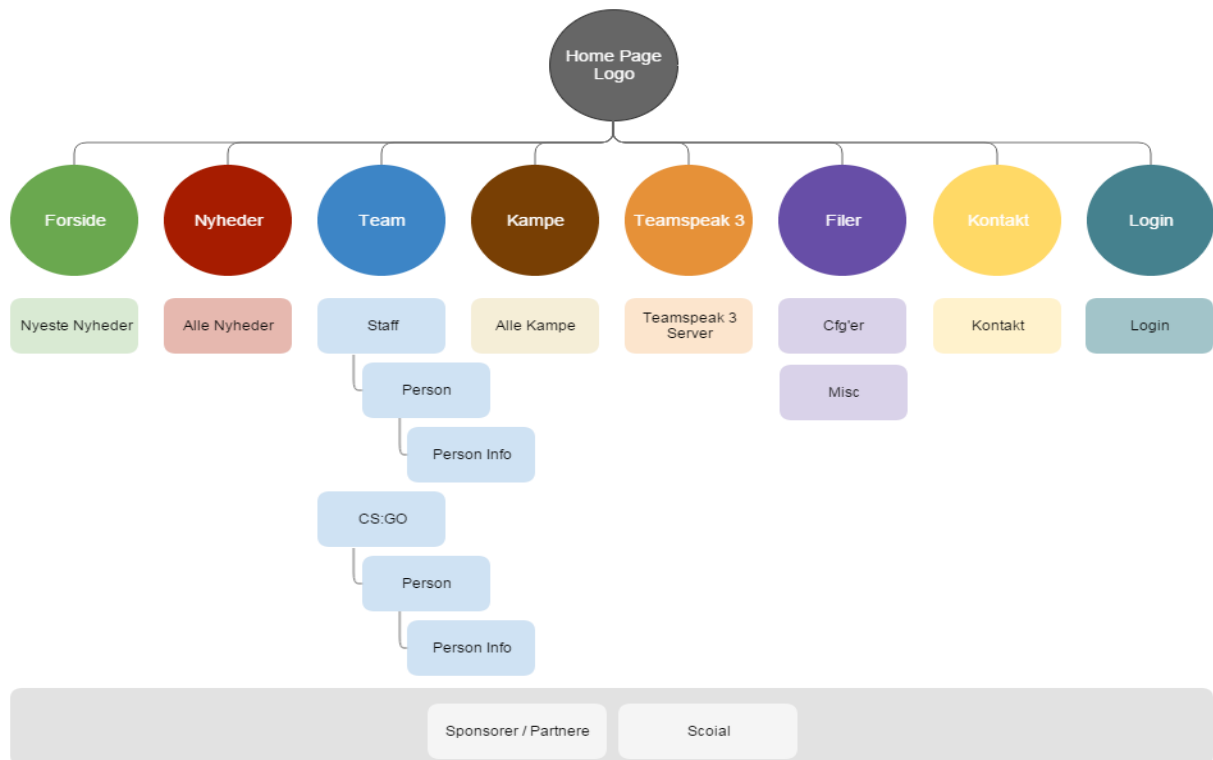 Home Page
Logo
Forside
Nyheder
Team
Kampe
Teamspeak 3
Filer
Kontakt
Login
Nyeste Nyheder
Alle Nyheder
Staff
Alle Kampe
Teamspeak 3
Server
Cfg'er
Kontakt
Login
Person
Misc
Person Info
CS:GO
Person
Person Info
Sponsorer / Partnere
Scoial